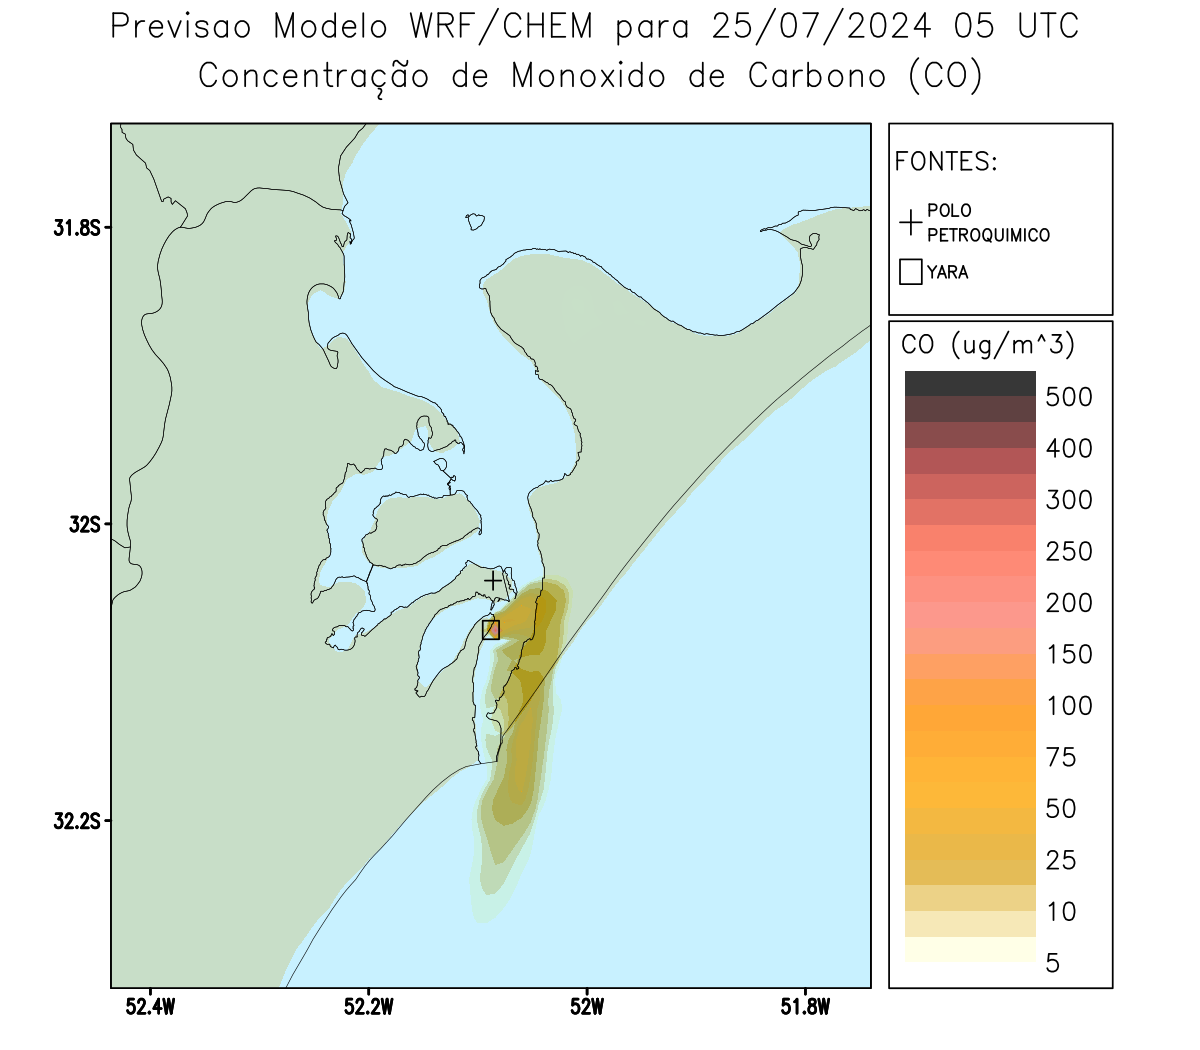 Previsao Modelo WRF/CHEM para 25/07/2024 05 UTC
Concentração de Monoxido de Carbono (CO)
FONTES:
POLO
PETROQUIMICO
YARA
31.8S
32S
32.2S
52.4W
52.2W
52W
51.8W
CO (ug/m^3)
500
400
300
250
200
150
100
75
50
25
10
5